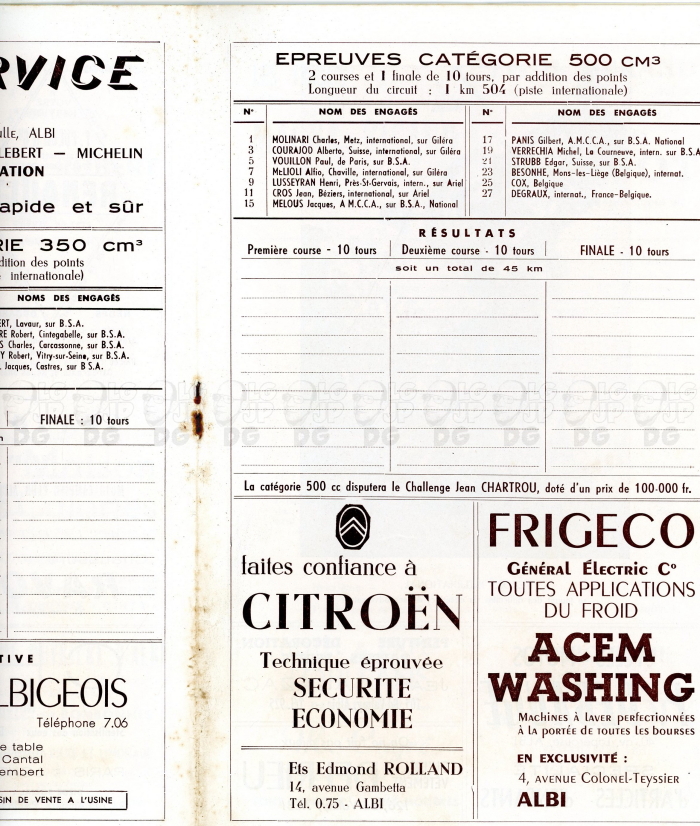 RVICE
ulle, ALBI
LEBERT — MICHELIN
ATION
apide et sûr
RIE 350 cm³
dition des points
internationale)
NOMS DES ENGAGÉS
ERT, Lavaur, sur B.S.A.
RE Robert, Cintegabelle, sur B.S.A.
S Charles, Carcassonne, sur B.S.A.
Y Robert, Vitry-sur-Seine, sur B.S.A.
Jacques, Castres, sur B S.A.
FINALE : 10 tours
TIVE
LBIGEOIS
Téléphone 7.06
e table
Cantal
embert
SIN DE VENTE A L'USINE
EPREUVES CATÉGORIE 500 CM³
2 courses et 1 finale de 10 tours, par addition des points
Longueur du circuit : 1 km 504 (piste internationale)
N° NOM DES ENGAGÉS
1 MOLINARI Charles, Metz, international, sur Giléra
3 COURAJOD Alberto, Suisse, international, sur Giléra
5 VOUILLON Paul, de Paris, sur B.S.A.
7 MELIOLI Alfio, Chaville, international, sur Giléra
9 LUSSEYRAN Henri, Près-St-Gervais, intern., sur Ariel
11 CROS Jean, Béziers, international, sur Ariel
15 MELOUS Jacques, A M.C.C.A., sur B.S.A., National
N° NOM DES ENGAGÉS
17 PANIS Gilbert, A.M.C.C.A., sur B.S.A. National
19 VERRECHIA Michel, La Courneuve, intern. sur B.S.A
21 STRUBB Edgar, Suisse, sur B.S.A.
23 BESONHE, Mons-les-Liège (Belgique), internat.
25 COX, Belgique
27 DEGRAUX, internat., France-Belgique.
RÉSULTATS
Première course - 10 tours Deuxième course - 10 tours FINALE - 10 tours
soit un total de 45 km
La catégorie 500 cc disputera le Challenge Jean CHARTROU, doté d'un prix de 100-000 fr.
faites confiance à
CITROËN
Technique éprouvée
SECURITE
ECONOMIE
Ets Edmond ROLLAND
14, avenue Gambetta
Tél. 0.75 - ALBI
FRIGECO
Général Électric C°
TOUTES APPLICATIONS
DU FROID
ACEM
WASHING
Machines à laver perfectionnées
à la portée de toutes les bourses
EN EXCLUSIVITÉ :
4, avenue Colonel-Teyssier
ALBI